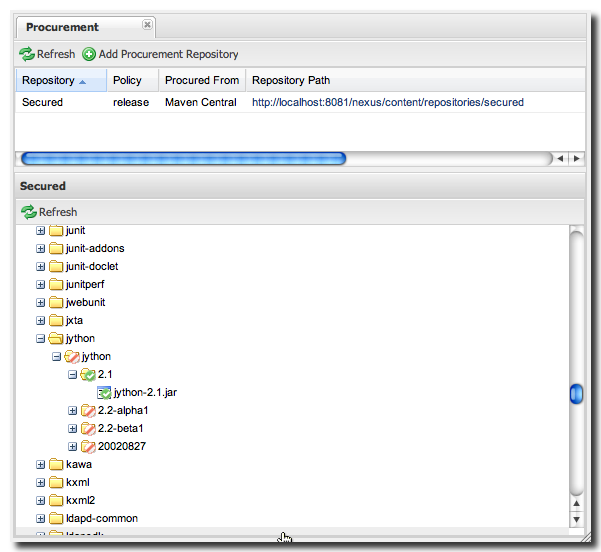 Procurement
Refresh Add Procurement Repository
Repository Policy Procured From Repository Path
Secured release Maven Central http://localhost:8081/nexus/content/repositories/secured
Secured
Refresh
junit
junit-addons
junit-doclet
junitperf
jwebunit
jxta
jython
jython
2.1
jython-2.1.jar
2.2-alpha1
2.2-beta1
20020827
kawa
kxml
kxml2
ldapd-common